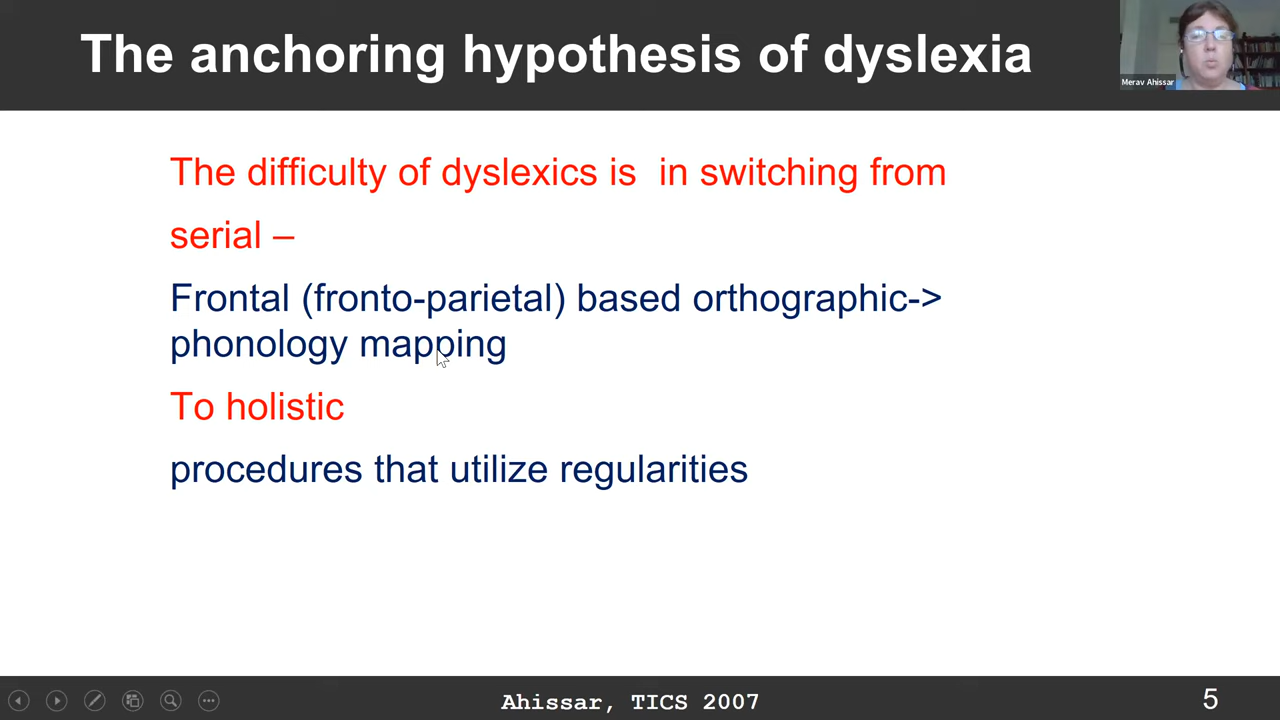 The anchoring hypothesis of dyslexia
Merav Ahissar
The difficulty of dyslexics is in switching from
serial –
Frontal (fronto-parietal) based orthographic->
phonology mapping
To holistic
procedures that utilize regularities
Ahissar, TICS 2007
5